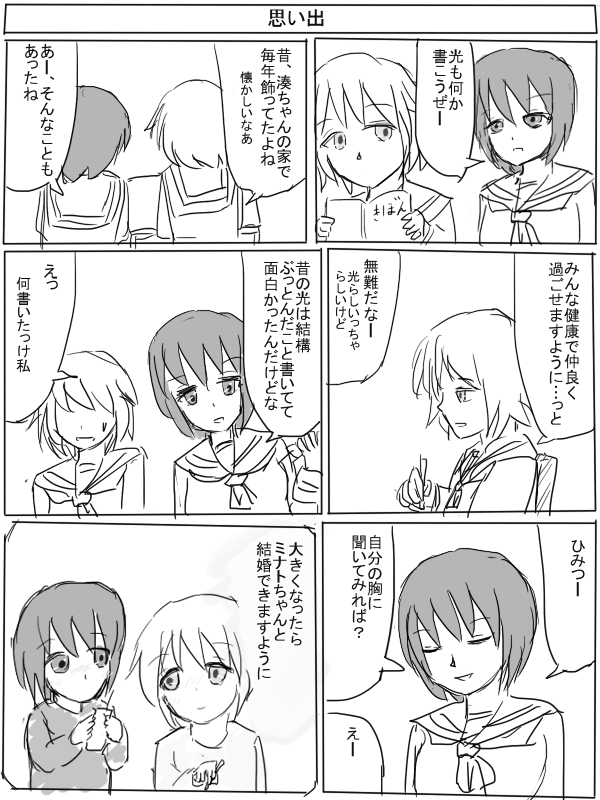 思い出
光も何か
書こうぜー
きぼん
昔、湊ちゃんの家で
毎年飾ってたよね
懐かしいなあ
あー、そんなことも
あったね
みんな健康で仲良く
過ごせますように…っと
無難だなー
光らしいっちゃ
らしいけど
昔の光は結構
ぶっとんだこと書いてて
面白かったんだけどな
えっ
何書いたっけ私
ひみつー
自分の胸に
聞いてみれば？
えー
大きくなったら
ミナトちゃんと
結婚できますように